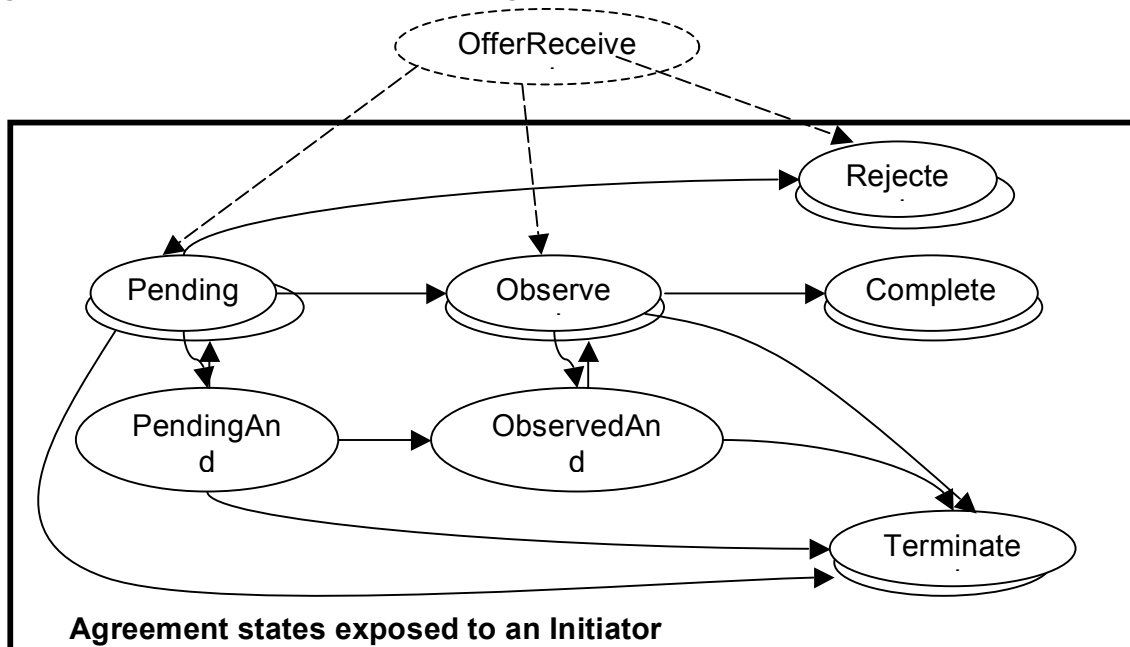 OfferReceive
Rejecte
Pending
Observe
Complete
PendingAn
d
ObservedAn
d
Terminate
Agreement states exposed to an Initiator